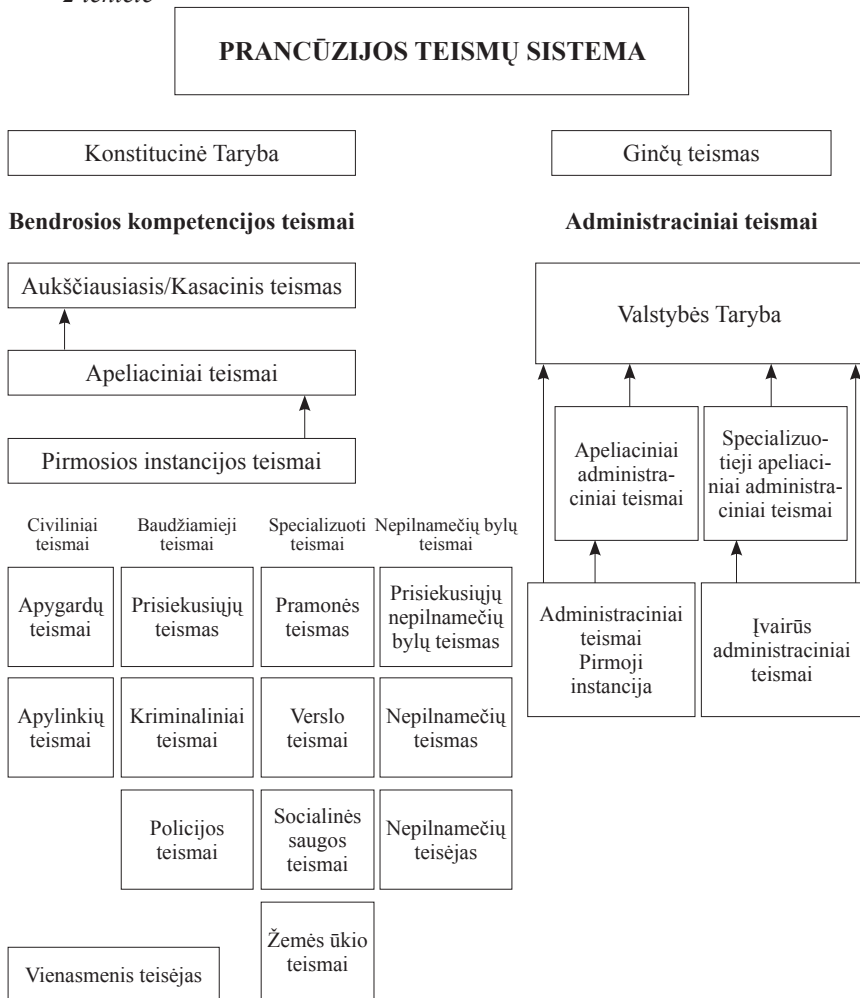 2 lentelė
PRANCŪZIJOS TEISMŲ SISTEMA
Konstitucinė Taryba
Ginčų teismas
Bendrosios kompetencijos teismai
Administraciniai teismai
Aukščiausiasis/Kasacinis teismas
Valstybės Taryba
Apeliaciniai teismai
Pirmosios instancijos teismai
Apeliaciniai
administra-
ciniai teismai
Specializuo-
tieji apeliaci-
niai administra-
ciniai teismai
Civiliniai
teismai
Baudžiamieji
teismai
Specializuoti
teismai
Nepilnamečių bylų
teismai
Apygardų
teismai
Prisiekusiųjų
teismas
Pramonės
teismas
Prisiekusiųjų
nepilnamečių
bylų teismas
Administraciniai
teismai
Pirmoji
instancija
Įvairūs
administraciniai
teismai
Apylinkių
teismai
Kriminaliniai
teismai
Verslo
teismai
Nepilnamečių
teismas
Policijos
teismai
Socialinės
saugos
teismai
Nepilnamečių
teisėjas
Žemės ūkio
teismai
Vienasmenis teisėjas